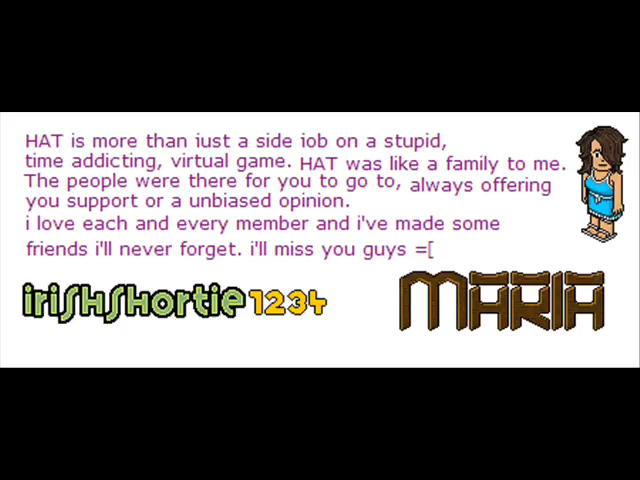 HAT is more than just a side job on a stupid,
time addicting, virtual game. HAT was like a family to me.
The people were there for you to go to, always offering
you support or a unbiased opinion.
i love each and every member and i've made some
friends i'll never forget. i'll miss you guys =[
irishshortie1234
MARIA